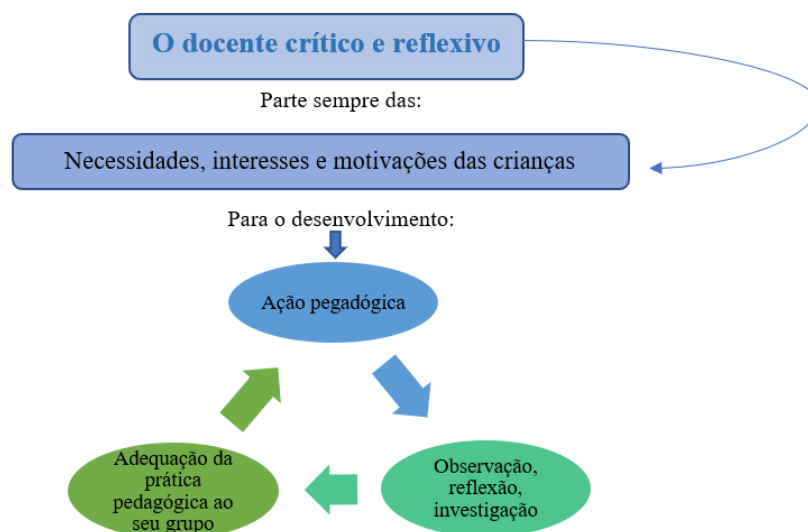 O docente crítico e reflexivo
Parte sempre das:
Necessidades, interesses e motivações das crianças
Para o desenvolvimento:
Ação pegadógica
Adequação da
prática
pedagógica ao
seu grupo
Observação,
reflexão,
investigação